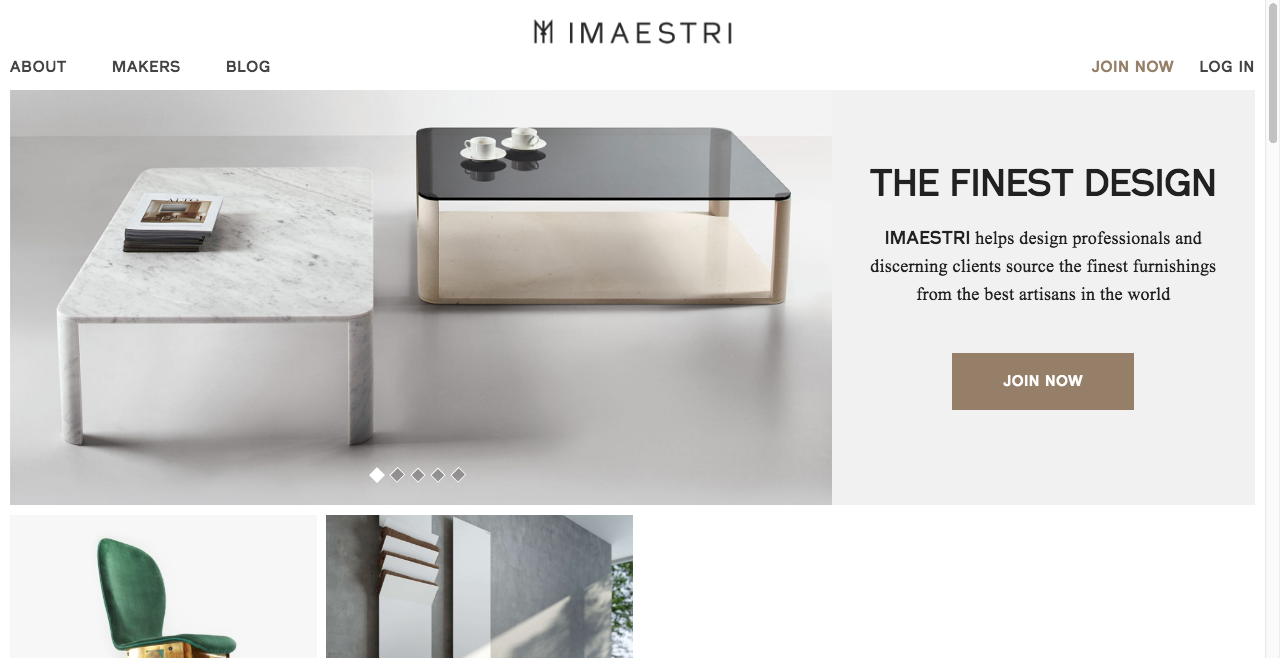 IMAESTRI
ABOUT MAKERS BLOG JOIN NOW LOG IN
THE FINEST DESIGN
IMAESTRI helps design professionals and
discerning clients source the finest furnishings
from the best artisans in the world
JOIN NOW